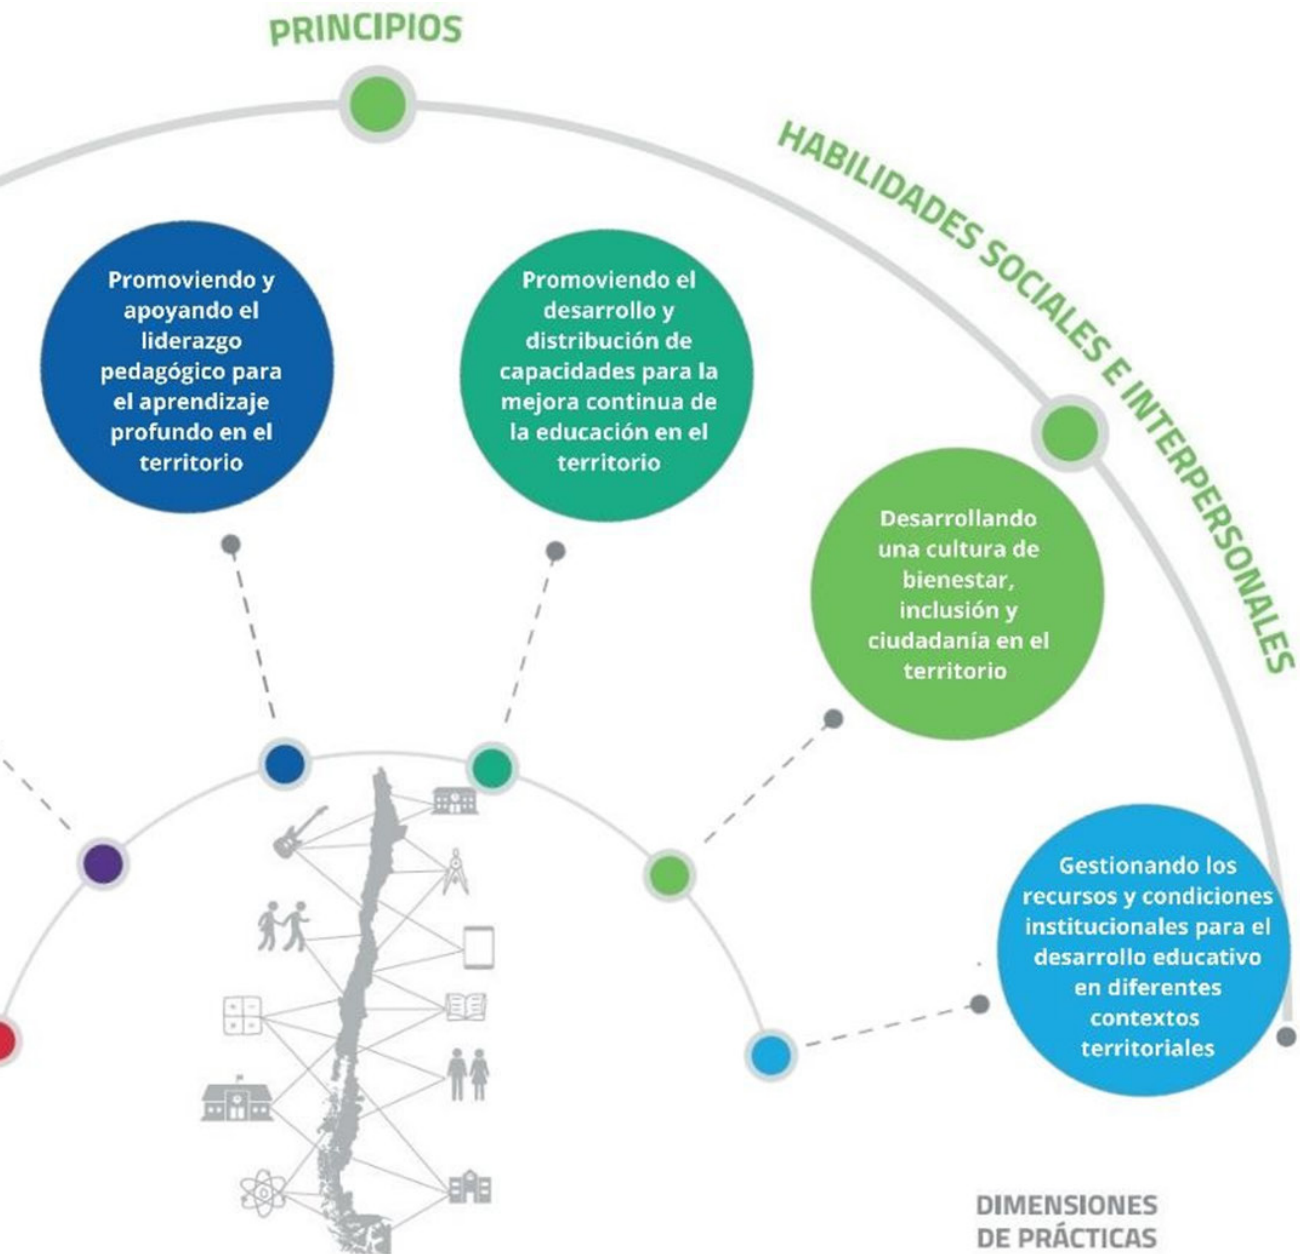 PRINCIPIOS
HABILIDADES SOCIALES E INTERPERSONALES
Promoviendo y
apoyando el
liderazgo
pedagógico para
el aprendizaje
profundo en el
territorio
Promoviendo el
desarrollo y
distribución de
capacidades para la
mejora continua de
la educación en el
territorio
Desarrollando
una cultura de
bienestar,
inclusión y
ciudadanía en el
territorio
Gestionando los
recursos y condiciones
institucionales para el
desarrollo educativo
en diferentes
contextos
territoriales
DIMENSIONES
DE PRÁCTICAS